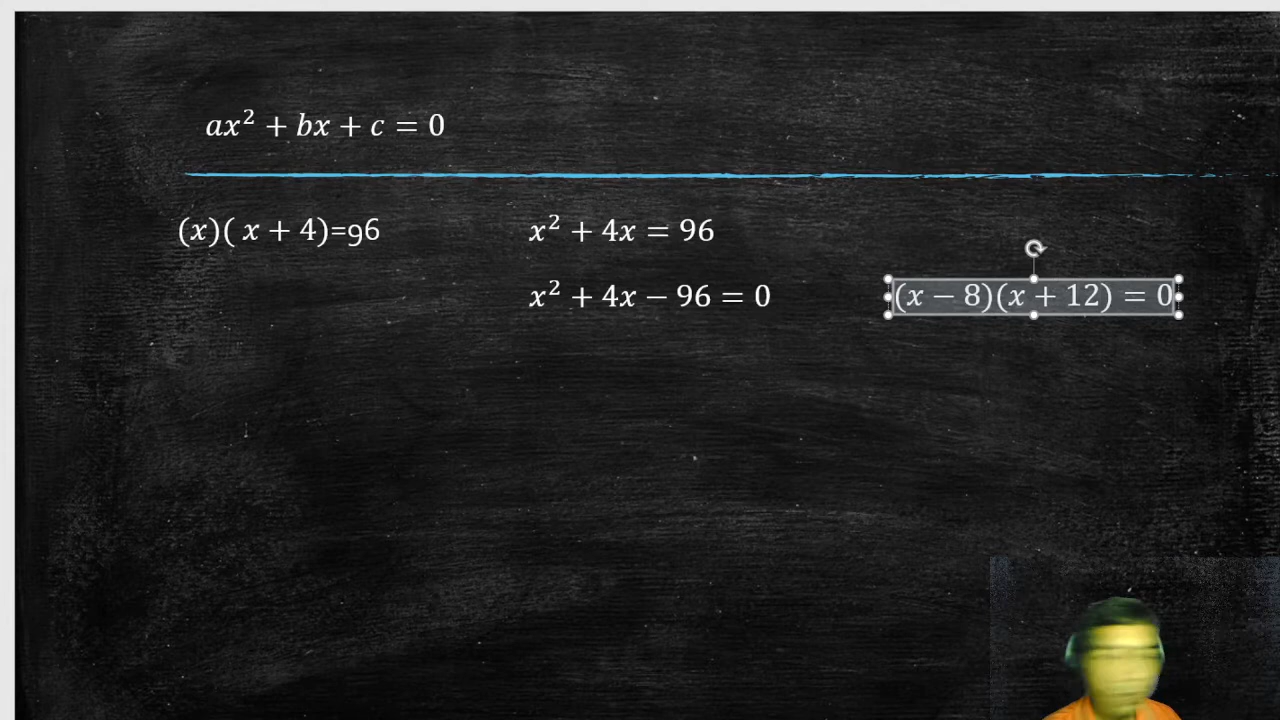 ax² + bx + c = 0
(x)( x + 4)=96
x² + 4x = 96
x² + 4x − 96 = 0
(x − 8)(x + 12) = 0